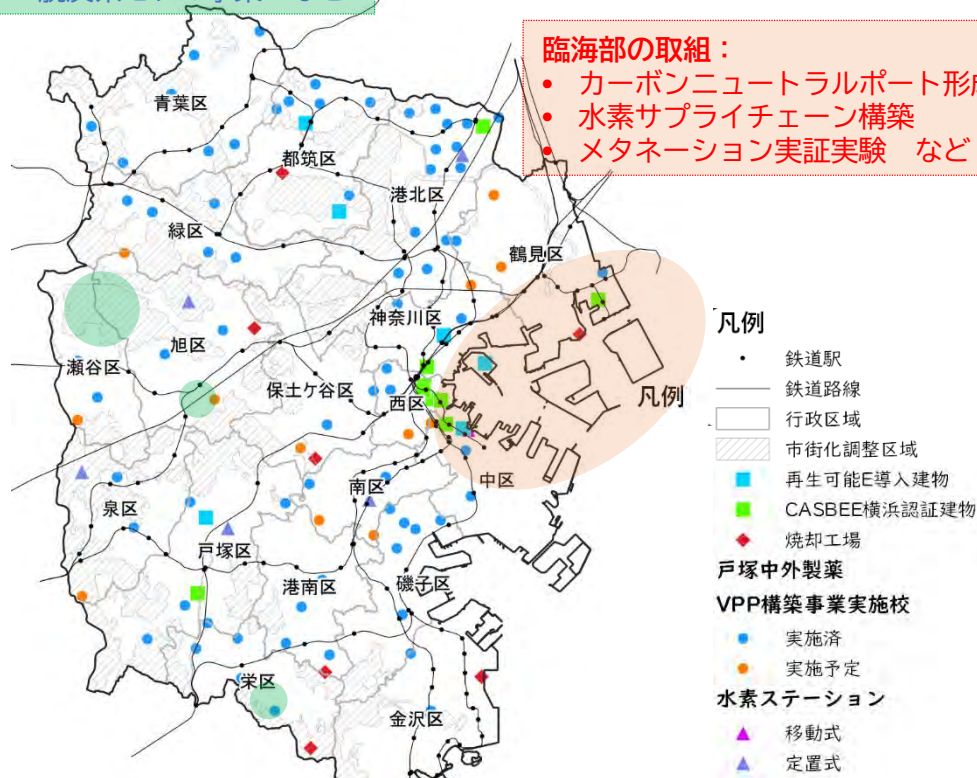 臨海部の取組：
• カーボンニュートラルポート形成
• 水素サプライチェーン構築
• メタネーション実証実験　など
青葉区
都筑区
港北区
緑区
鶴見区
神奈川区
旭区
瀬谷区
保土ケ谷区
西区
凡例
中区
南区
泉区
戸塚区
港南区
磯子区
栄区
金沢区
凡例
鉄道駅
鉄道路線
行政区域
市街化調整区域
再生可能E導入建物
CASBEE横浜認証建物
焼却工場
戸塚中外製薬
VPP構築事業実施校
実施済
実施予定
水素ステーション
移動式
定置式